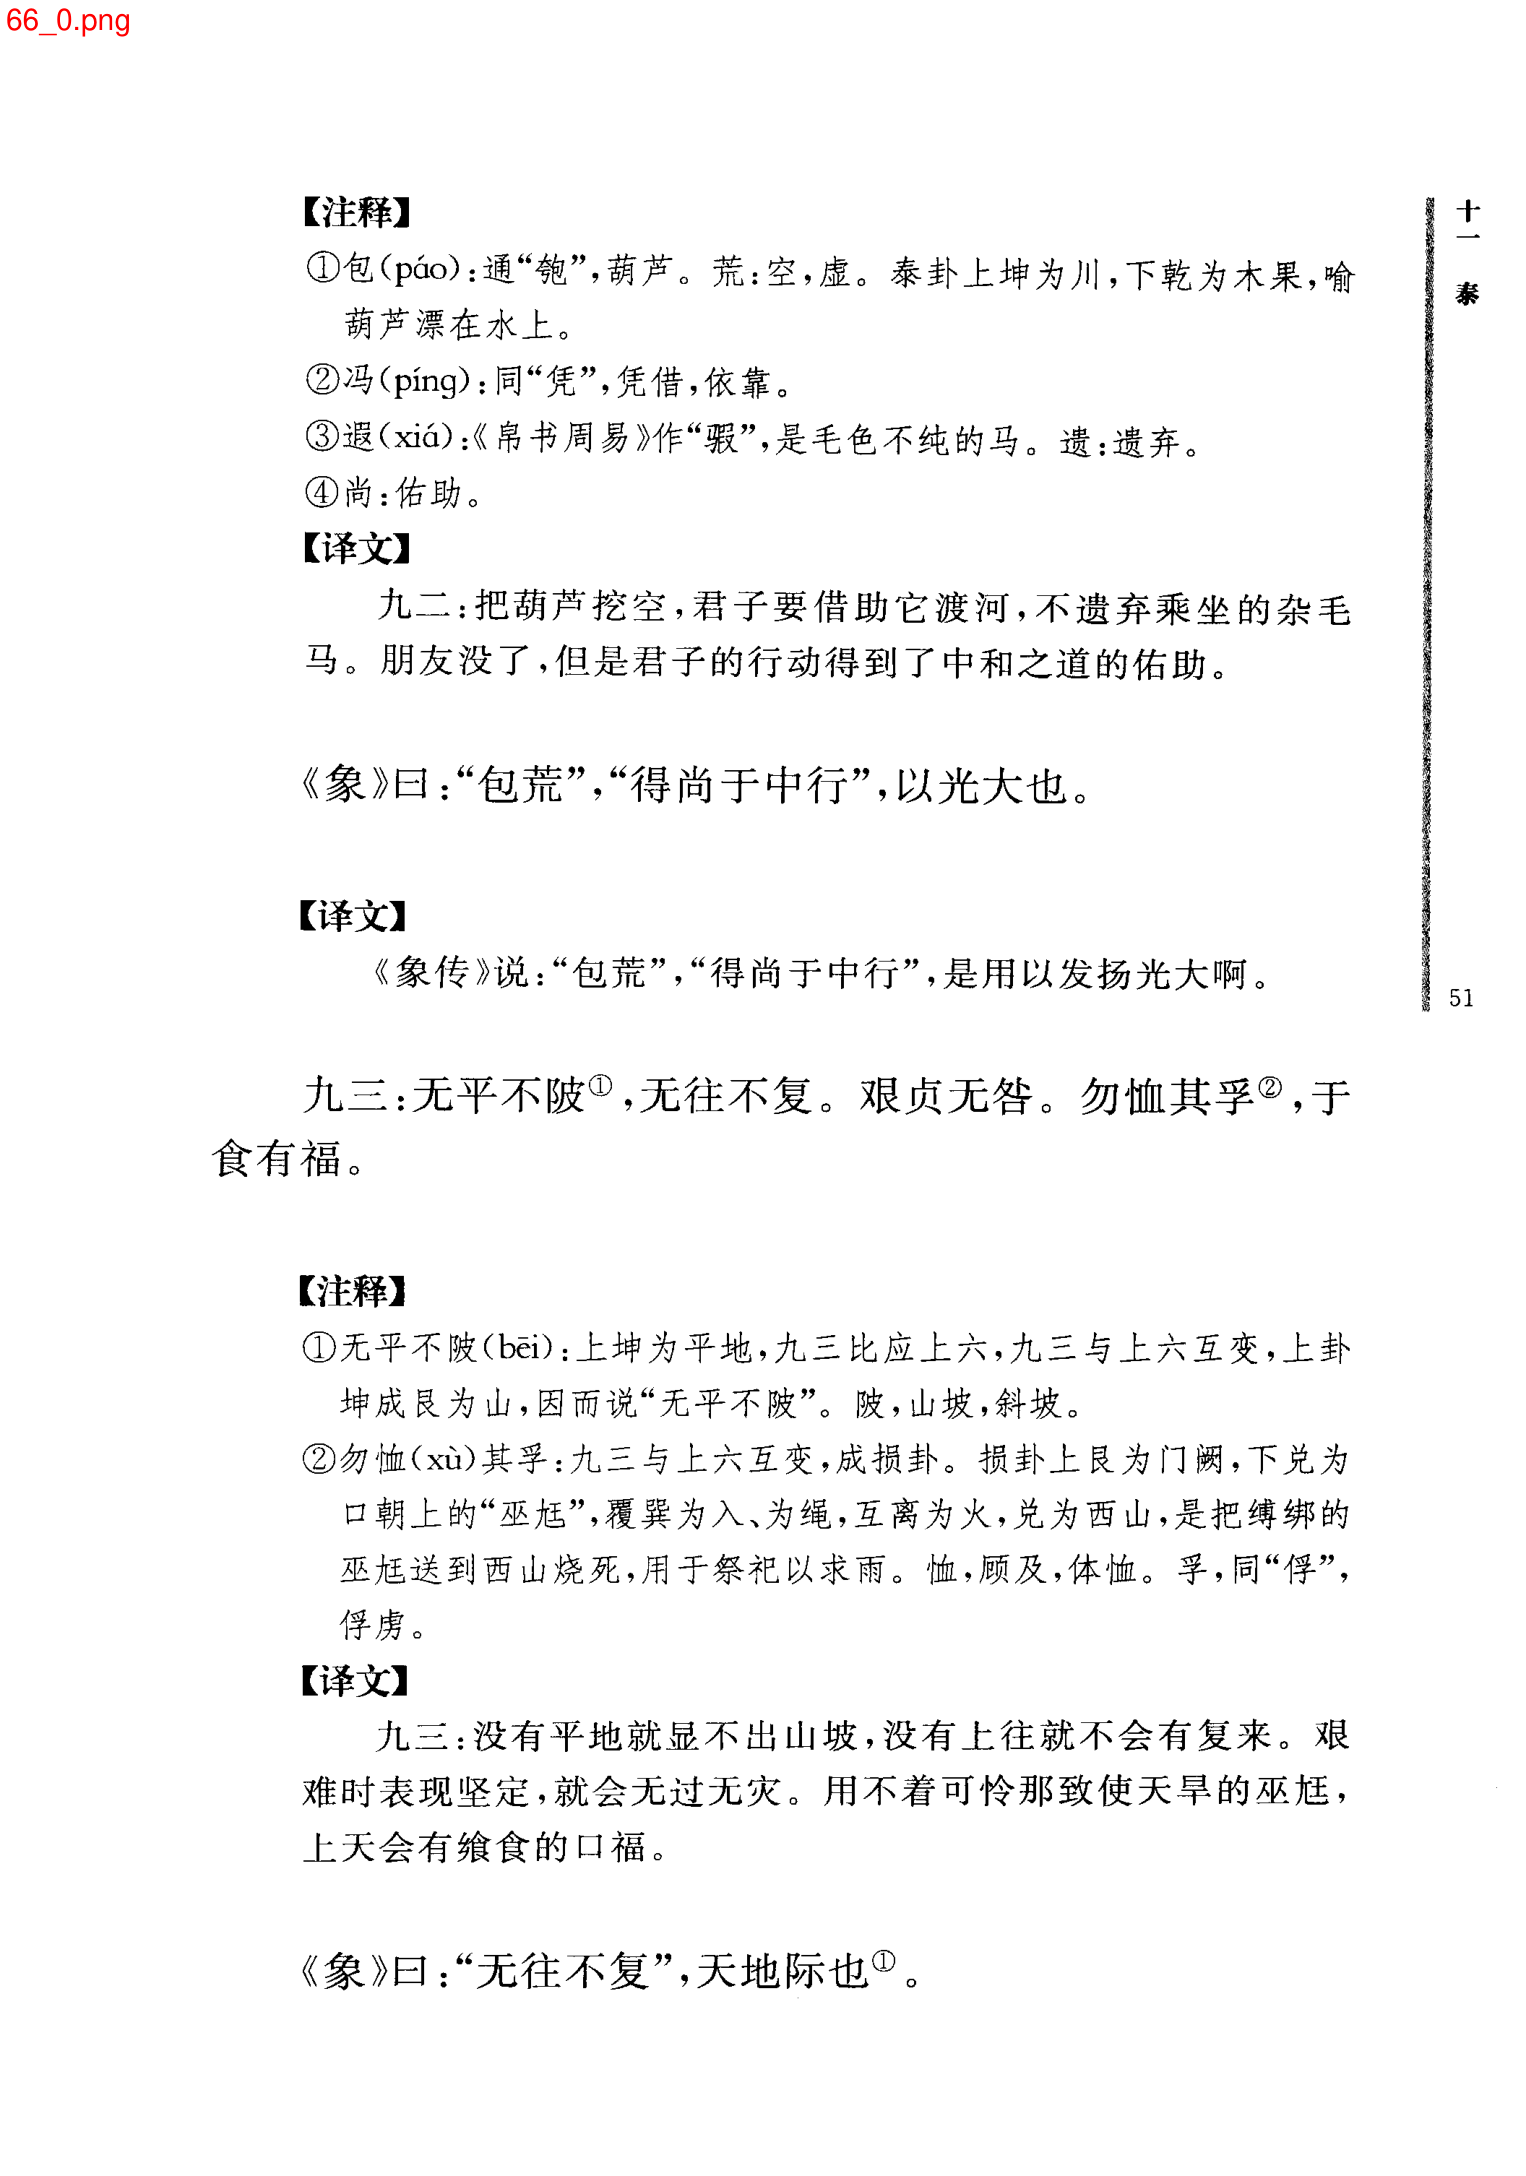 66_0.png
【注释】
①包(páo):通“匏”,葫芦。荒:空,虚。泰卦上坤为川,下乾为木果,喻
葫芦漂在水上。
②冯(píng):同“凭”,凭借,依靠。
③遐(xiá):《帛书周易》作“騢”,是毛色不纯的马。遗:遗弃。
④尚:佑助。
【译文】
九二:把葫芦挖空,君子要借助它渡河,不遗弃乘坐的杂毛
马。朋友没了,但是君子的行动得到了中和之道的佑助。
《象》曰:“包荒”,“得尚于中行”,以光大也。
【译文】
《象传》说:“包荒”,“得尚于中行”,是用以发扬光大啊。
九三:无平不陂①,无往不复。艰贞无咎。勿恤其孚②,于
食有福。
【注释】
①无平不陂(bēi):上坤为平地,九三比应上六,九三与上六互变,上卦
坤成艮为山,因而说“无平不陂”。陂,山坡,斜坡。
②勿恤(xù)其孚:九三与上六互变,成损卦。损卦上艮为门阙,下兑为
口朝上的“巫尪”,覆巽为入、为绳,互离为火,兑为西山,是把缚绑的
巫尪送到西山烧死,用于祭祀以求雨。恤,顾及,体恤。孚,同“俘”,
俘虏。
【译文】
九三:没有平地就显不出山坡,没有上往就不会有复来。艰
难时表现坚定,就会无过无灾。用不着可怜那致使天旱的巫尪,
上天会有飨食的口福。
《象》曰:“无往不复”,天地际也①。
十一 泰
51